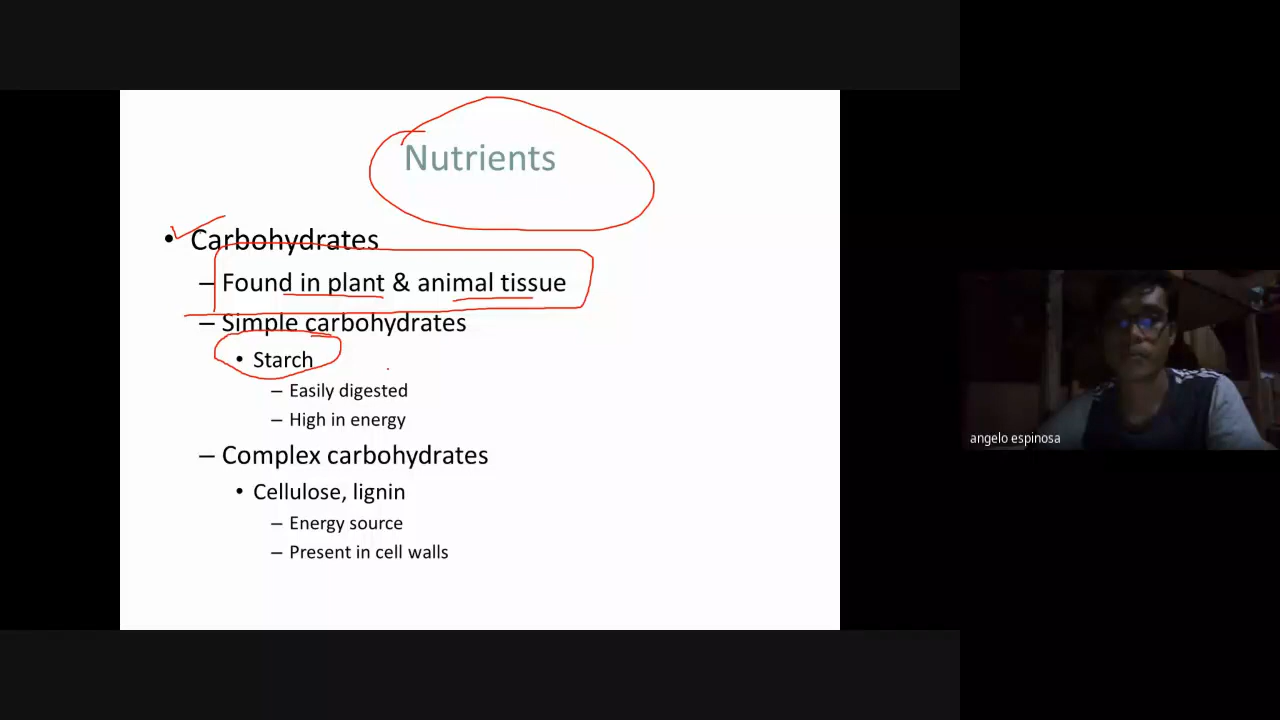 Nutrients
• Carbohydrates
– Found in plant & animal tissue
– Simple carbohydrates
• Starch
– Easily digested
– High in energy
– Complex carbohydrates
• Cellulose, lignin
– Energy source
– Present in cell walls
angelo espinosa